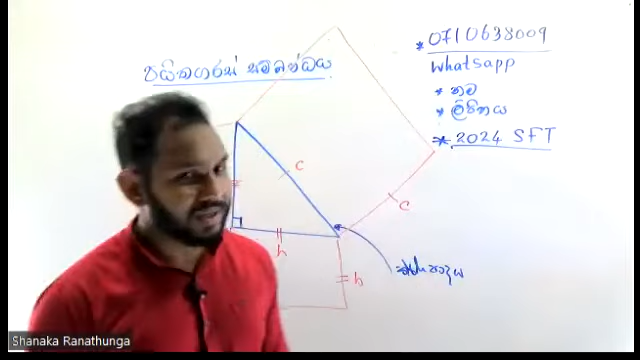 පයිතගරස් සම්බන්ධය
* 0710638009
Whatsapp
* නම
* ලිපිනය
* 2024 SFT
c
c
b
b
Shanaka Ranathunga